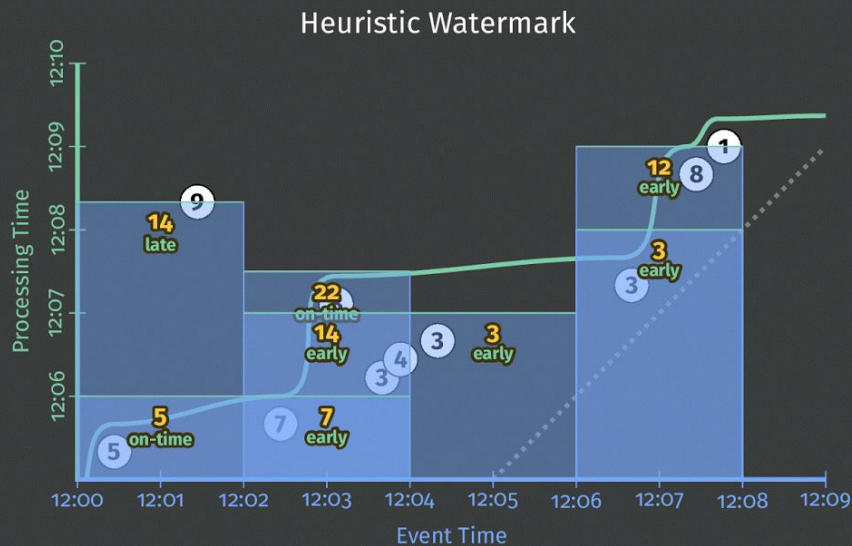 Heuristic Watermark
12:10
12:09
12:08
12:07
12:06
Processing Time
9
14
late
5
on-time
5
22
on-time
14
early
3
4
7
7
early
3
3
early
1
12
early
8
3
early
3
12:00
12:01
12:02
12:03
12:04
12:05
12:06
12:07
12:08
12:09
Event Time